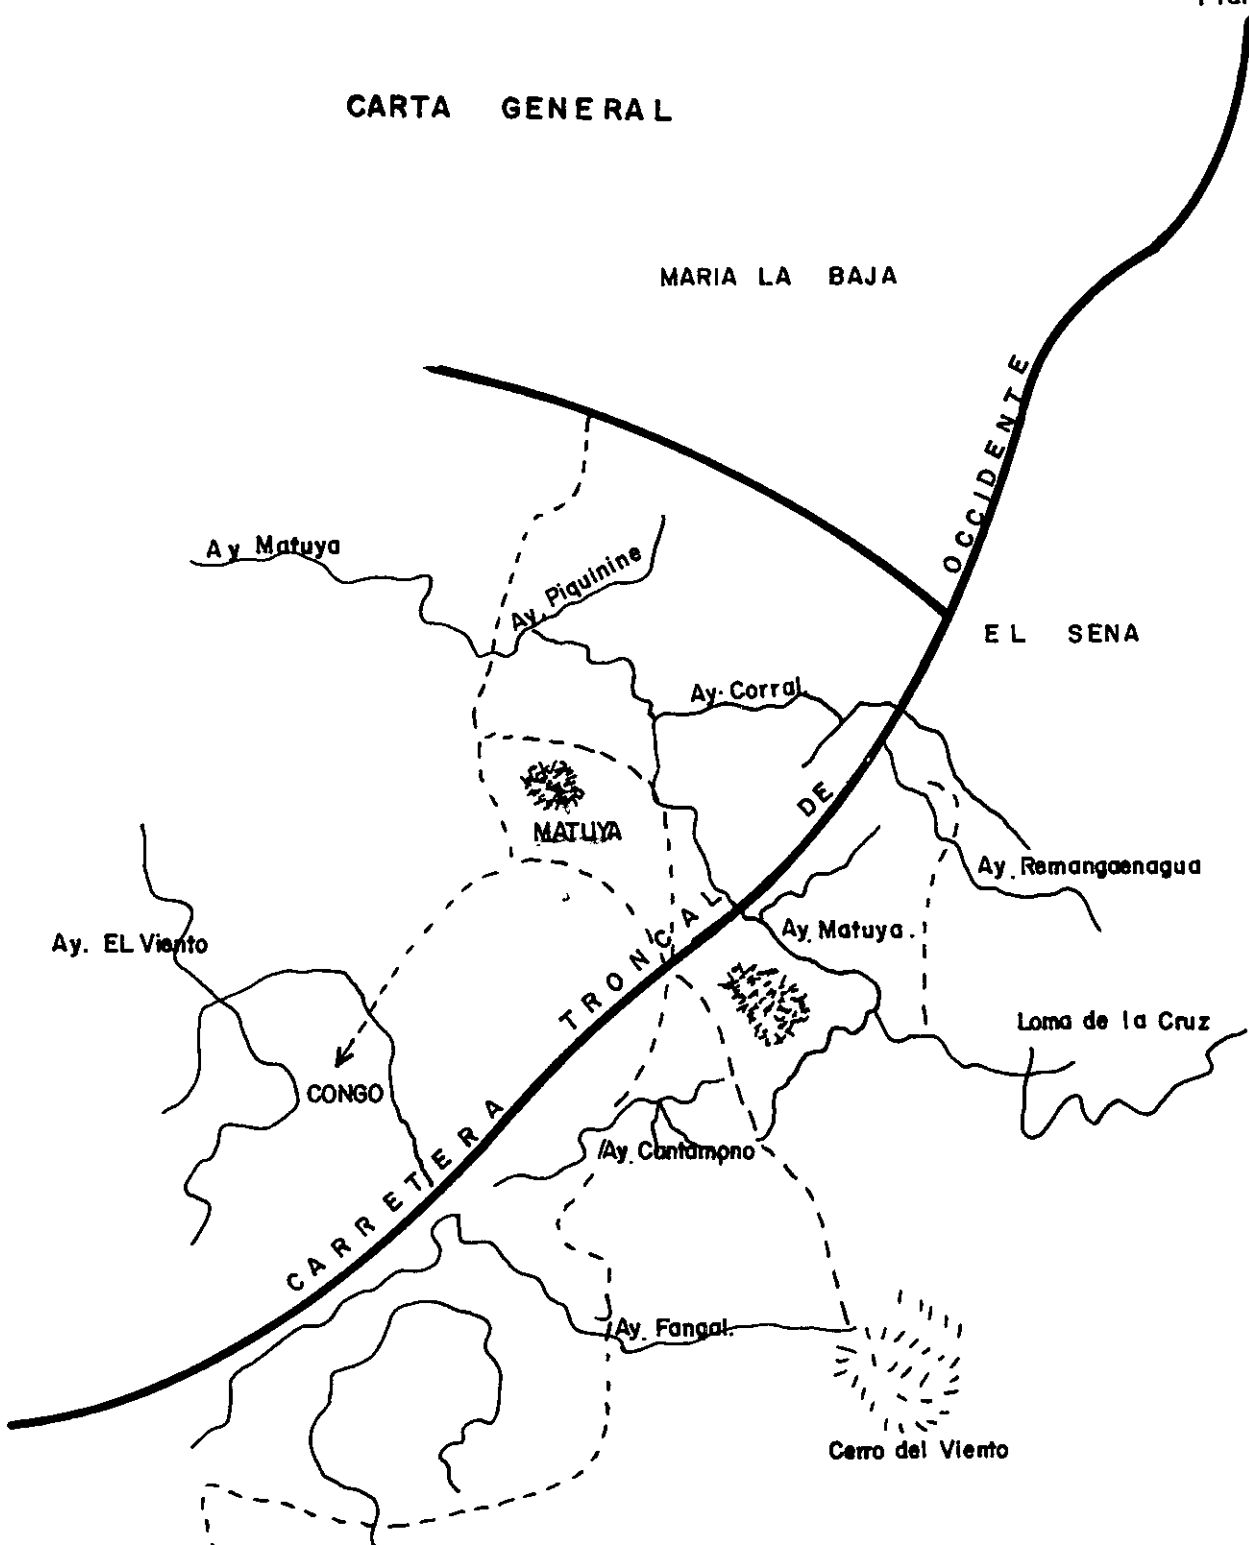 CARTA GENERAL
MARIA LA BAJA
CARRETERA TRONCAL DE OCCIDENTE
Ay Matuya
Ay. Piquinine
EL SENA
Ay. Corral.
MATUYA
Ay. Remangaenagua
Ay. EL Viento
Ay. Matuya.
Loma de la Cruz
CONGO
Ay. Cantamono
Ay. Fangal.
Cerro del Viento